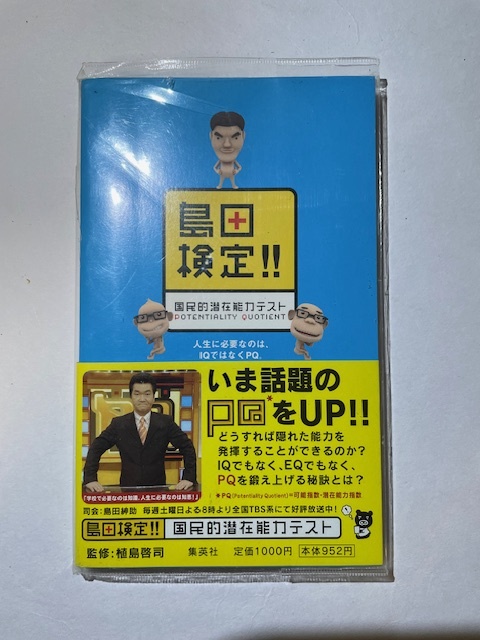 島田
検定!!
国民的潜在能力テスト
POTENTIALITY QUOTIENT
人生に必要なのは、
IQではなくPQ。
いま話題の
PQ*をUP!!
どうすれば隠れた能力を
発揮することができるのか?
IQでもなく、EQでもなく、
PQを鍛え上げる秘訣とは?
*PQ(Potentiality Quotient)=可能指数・潜在能力指数
「学校で必要なのは知識、人生に必要なのは知恵!」
司会:島田紳助 毎週土曜日よる8時より全国TBS系にて好評放送中!
島田検定!! 国民的潜在能力テスト
監修・植島啓司 集英社 定価1000円 本体952円